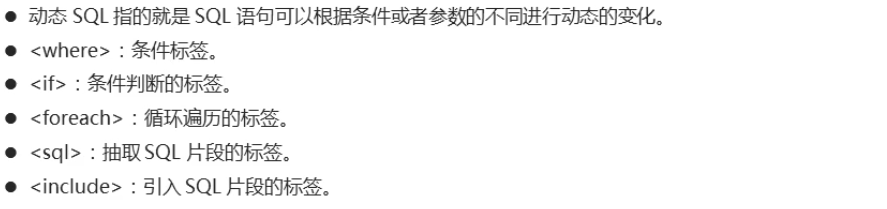 ● 动态 SQL 指的就是 SQL 语句可以根据条件或者参数的不同进行动态的变化。
● <where>：条件标签。
● <if>：条件判断的标签。
● <foreach>：循环遍历的标签。
● <sql>：抽取 SQL 片段的标签。
● <include>：引入 SQL 片段的标签。